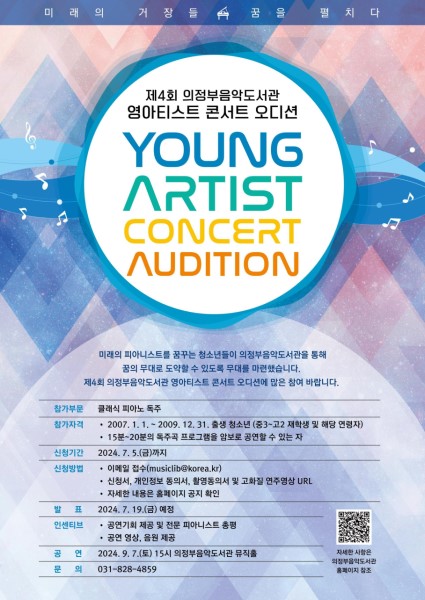 미래의 거장들 꿈을 펼치다
제4회 의정부음악도서관
영아티스트 콘서트 오디션
YOUNG
ARTIST
CONCERT
AUDITION
미래의 피아니스트를 꿈꾸는 청소년들이 의정부음악도서관을 통해
꿈의 무대로 도약할 수 있도록 무대를 마련했습니다.
제4회 의정부음악도서관 영아티스트 콘서트 오디션에 많은 참여 바랍니다.
참가부문 클래식 피아노 독주
참가자격 • 2007. 1. 1. ~ 2009. 12. 31. 출생 청소년 (중3~고2 재학생 및 해당 연령자)
• 15분~20분의 독주곡 프로그램을 암보로 공연할 수 있는 자
신청기간 2024. 7. 5.(금)까지
신청방법 • 이메일 접수(musiclib@korea.kr)
• 신청서, 개인정보 동의서, 촬영동의서 및 고화질 연주영상 URL
• 자세한 내용은 홈페이지 공지 확인
발 표 2024. 7. 19.(금) 예정
인센티브 • 공연기회 제공 및 전문 피아니스트 총평
• 공연 영상, 음원 제공
공 연 2024. 9. 7.(토) 15시 의정부음악도서관 뮤직홀
문 의 031-828-4859
자세한 사항은
의정부음악도서관
홈페이지 참조